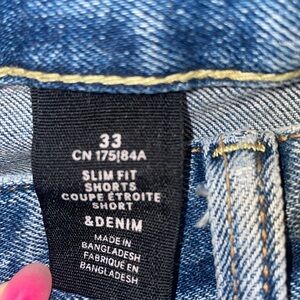 33
CN 175|84A
SLIM FIT
SHORTS
COUPE ÉTROITE
SHORT
&DENIM
MADE IN
BANGLADESH
FABRIQUÉ EN
BANGLADESH